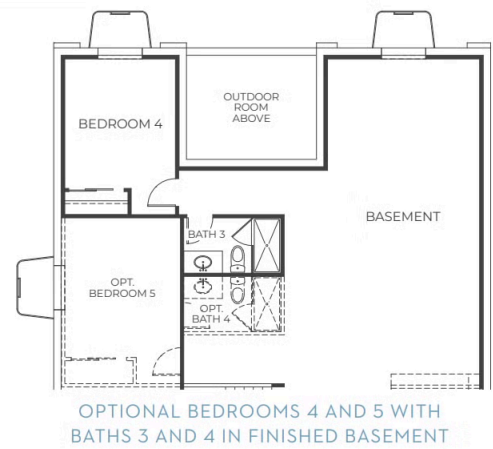 OUTDOOR
ROOM
ABOVE
BEDROOM 4
BASEMENT
BATH 3
OPT.
BEDROOM 5
OPT.
BATH 4
OPTIONAL BEDROOMS 4 AND 5 WITH
BATHS 3 AND 4 IN FINISHED BASEMENT